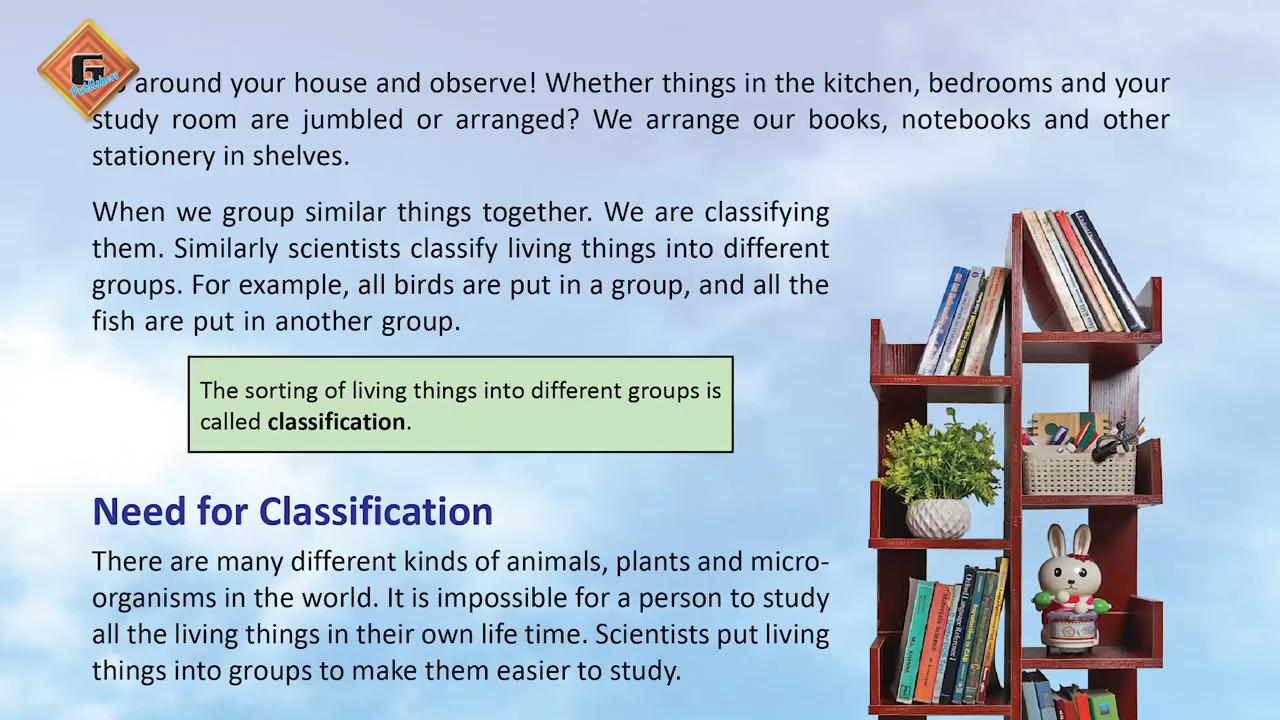 G
Publishers
around your house and observe! Whether things in the kitchen, bedrooms and your
study room are jumbled or arranged? We arrange our books, notebooks and other
stationery in shelves.
When we group similar things together. We are classifying
them. Similarly scientists classify living things into different
groups. For example, all birds are put in a group, and all the
fish are put in another group.
The sorting of living things into different groups is
called classification.
Need for Classification
There are many different kinds of animals, plants and micro-
organisms in the world. It is impossible for a person to study
all the living things in their own life time. Scientists put living
things into groups to make them easier to study.